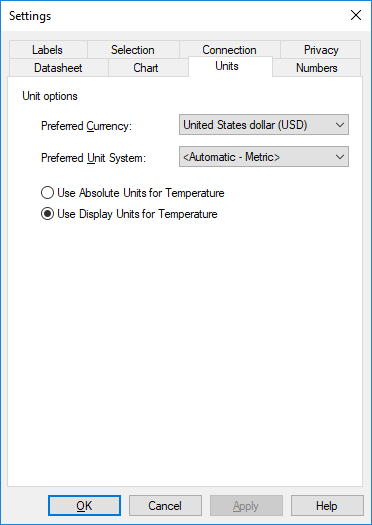 Settings
Labels Selection Connection Privacy
Datasheet Chart Units Numbers
Unit options
Preferred Currency: United States dollar (USD)
Preferred Unit System: <Automatic - Metric>
Use Absolute Units for Temperature
Use Display Units for Temperature
OK Cancel Apply Help